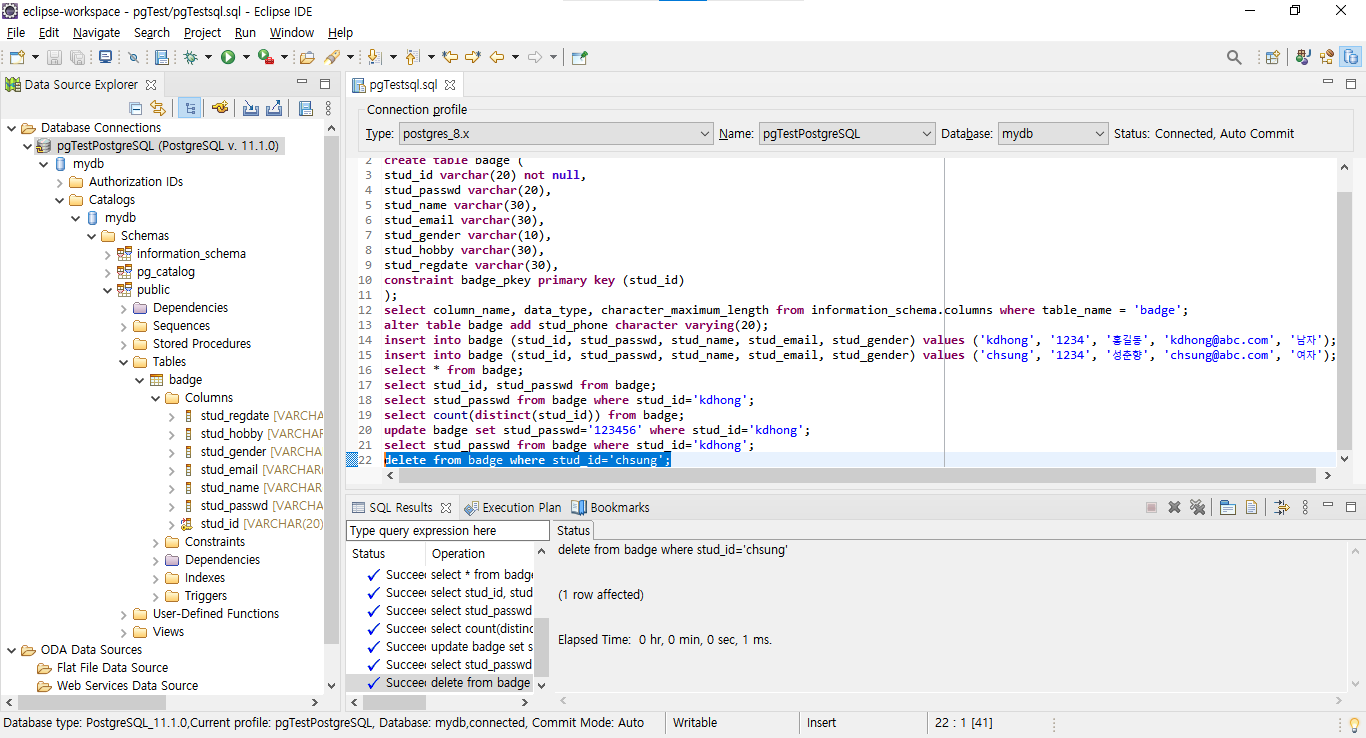 eclipse-workspace - pgTest/pgTestsql.sql - Eclipse IDE
File Edit Navigate Search Project Run Window Help
Data Source Explorer
Database Connections
pgTestPostgreSQL (PostgreSQL v. 11.1.0)
mydb
Authorization IDs
Catalogs
mydb
Schemas
information_schema
pg_catalog
public
Dependencies
Sequences
Stored Procedures
Tables
badge
Columns
stud_regdate [VARCHA
stud_hobby [VARCHAR
stud_gender [VARCHA
stud_email [VARCHAR(
stud_name [VARCHAR
stud_passwd [VARCHA
stud_id [VARCHAR(20)
Constraints
Dependencies
Indexes
Triggers
User-Defined Functions
Views
ODA Data Sources
Flat File Data Source
Web Services Data Source
pgTestsql.sql
Connection profile
Type: postgres_8.x Name: pgTestPostgreSQL Database: mydb Status: Connected, Auto Commit
2 create table badge (
3 stud_id varchar(20) not null,
4 stud_passwd varchar(20),
5 stud_name varchar(30),
6 stud_email varchar(30),
7 stud_gender varchar(10),
8 stud_hobby varchar(30),
9 stud_regdate varchar(30),
10 constraint badge_pkey primary key (stud_id)
11 );
12 select column_name, data_type, character_maximum_length from information_schema.columns where table_name = 'badge';
13 alter table badge add stud_phone character varying(20);
14 insert into badge (stud_id, stud_passwd, stud_name, stud_email, stud_gender) values ('kdhong', '1234', '홍길동', 'kdhong@abc.com', '남자');
15 insert into badge (stud_id, stud_passwd, stud_name, stud_email, stud_gender) values ('chsung', '1234', '성춘향', 'chsung@abc.com', '여자');
16 select * from badge;
17 select stud_id, stud_passwd from badge;
18 select stud_passwd from badge where stud_id='kdhong';
19 select count(distinct(stud_id)) from badge;
20 update badge set stud_passwd='123456' where stud_id='kdhong';
21 select stud_passwd from badge where stud_id='kdhong';
22 delete from badge where stud_id='chsung';
SQL Results Execution Plan Bookmarks
Type query expression here
Status Operation
Succee select * from badge
Succee select stud_id, stud
Succee select stud_passwd
Succee select count(distinc
Succee update badge set s
Succee select stud_passwd
Succee delete from badge
Status
delete from badge where stud_id='chsung'
(1 row affected)
Elapsed Time: 0 hr, 0 min, 0 sec, 1 ms.
Database type: PostgreSQL_11.1.0,Current profile: pgTestPostgreSQL, Database: mydb,connected, Commit Mode: Auto Writable Insert 22 : 1 [41]